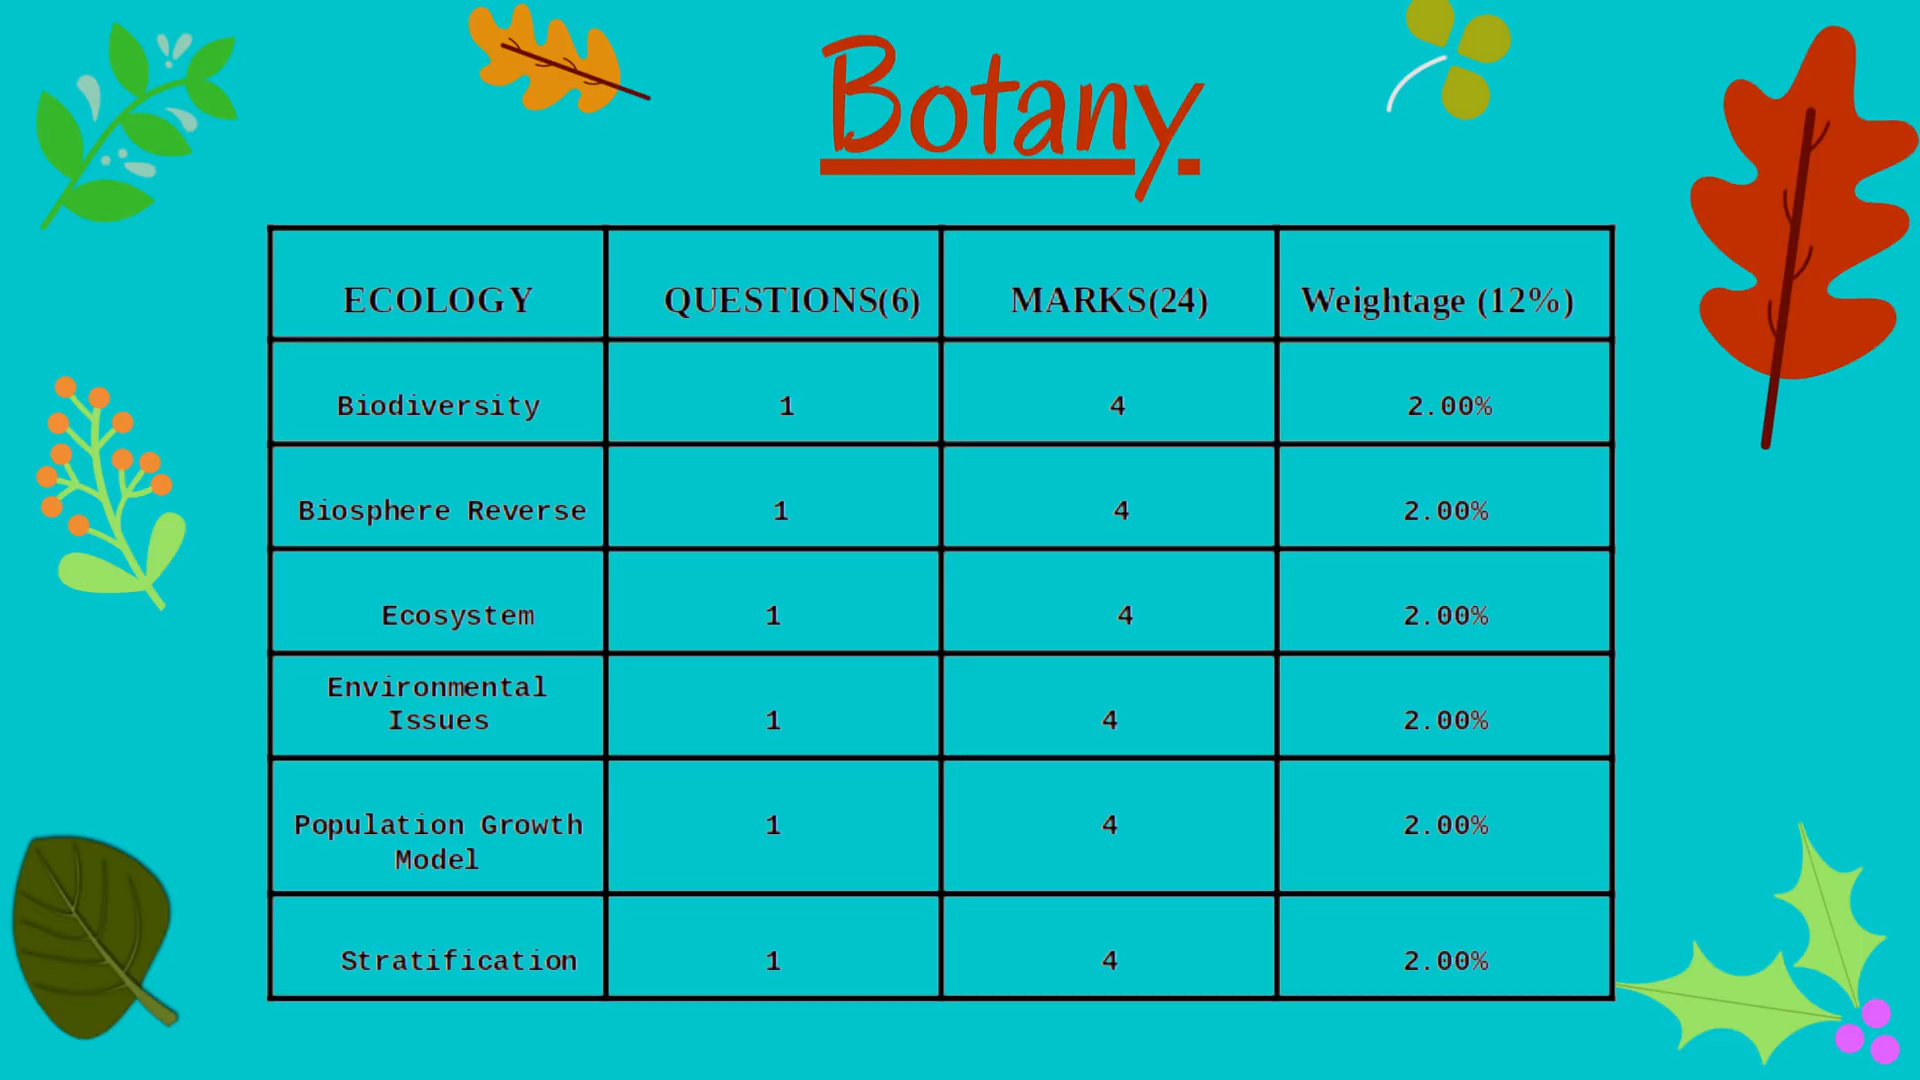 Botany
ECOLOGY QUESTIONS(6) MARKS(24) Weightage (12%)
Biodiversity 1 4 2.00%
Biosphere Reverse 1 4 2.00%
Ecosystem 1 4 2.00%
Environmental
Issues 1 4 2.00%
Population Growth 1 4 2.00%
Model
Stratification 1 4 2.00%